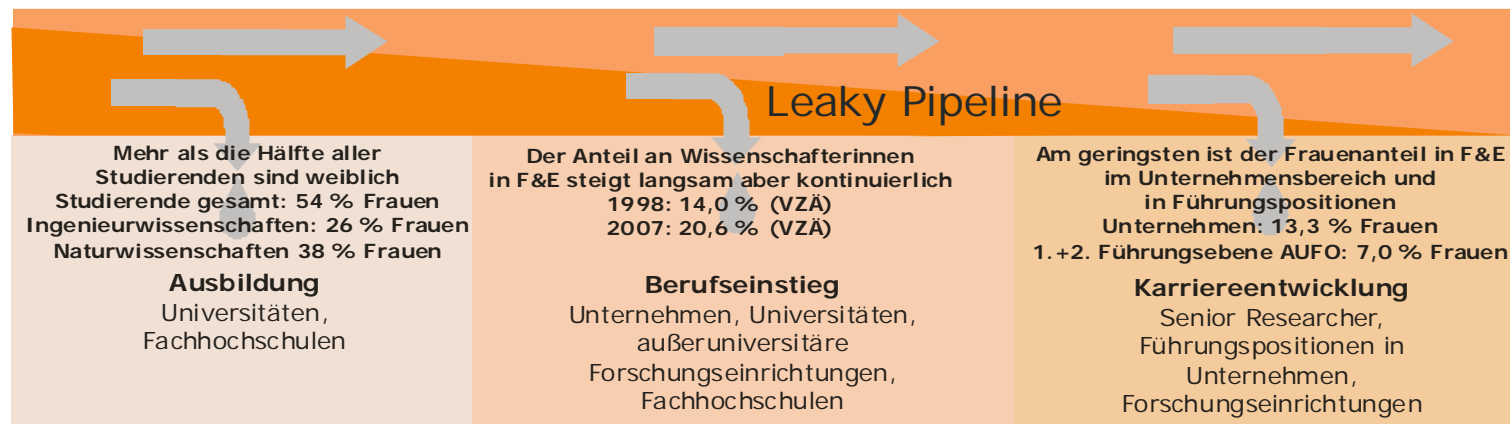 Leaky Pipeline
Mehr als die Hälfte aller
Studierenden sind weiblich
Studierende gesamt: 54 % Frauen
Ingenieurwissenschaften: 26 % Frauen
Naturwissenschaften 38 % Frauen
Ausbildung
Universitäten,
Fachhochschulen
Der Anteil an Wissenschafterinnen
in F&E steigt langsam aber kontinuierlich
1998: 14,0 % (VZÄ)
2007: 20,6 % (VZÄ)
Berufseinstieg
Unternehmen, Universitäten,
außeruniversitäre
Forschungseinrichtungen,
Fachhochschulen
Am geringsten ist der Frauenanteil in F&E
im Unternehmensbereich und
in Führungspositionen
Unternehmen: 13,3 % Frauen
1.+2. Führungsebene AUFO: 7,0 % Frauen
Karriereentwicklung
Senior Researcher,
Führungspositionen in
Unternehmen,
Forschungseinrichtungen